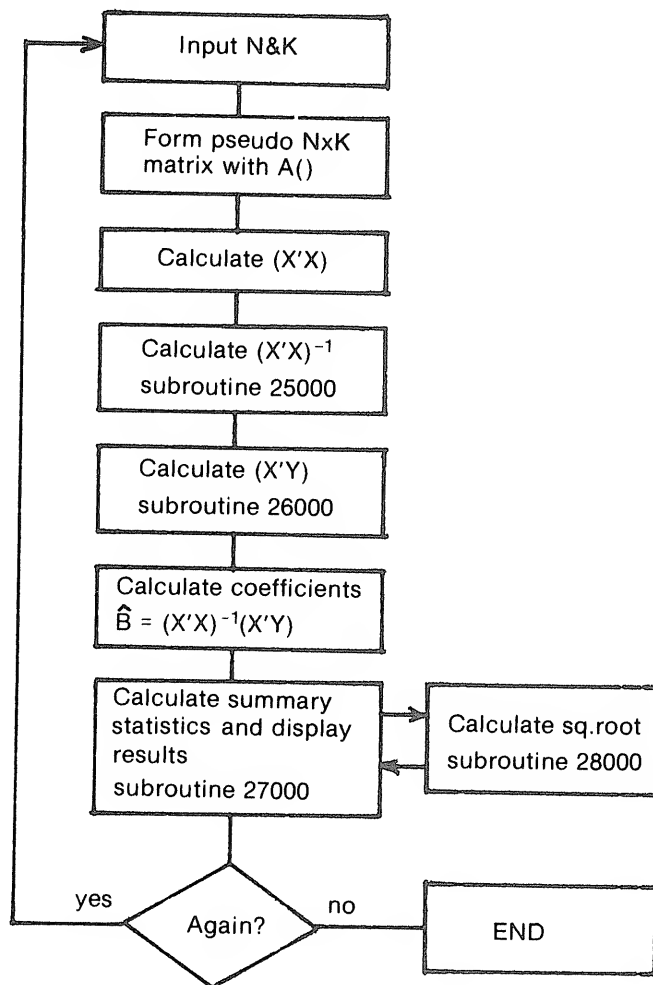 Input N&K
Form pseudo NxK
matrix with A()
Calculate (X'X)
Calculate (X'X)⁻¹
subroutine 25000
Calculate (X'Y)
subroutine 26000
Calculate coefficients
B̂ = (X'X)⁻¹(X'Y)
Calculate summary
statistics and display
results
subroutine 27000
Calculate sq.root
subroutine 28000
yes
Again?
no
END